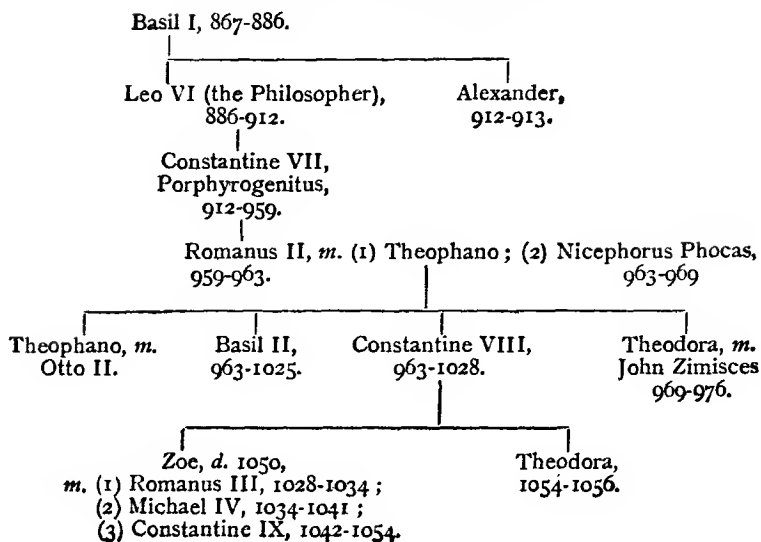 Basil I, 867-886.
Leo VI (the Philosopher), Alexander,
886-912. 912-913.
Constantine VII,
Porphyrogenitus,
912-959.
Romanus II, m. (1) Theophano; (2) Nicephorus Phocas,
959-963. 963-969
Theophano, m. Basil II, Constantine VIII, Theodora, m.
Otto II. 963-1025. 963-1028. John Zimisces
969-976.
Zoe, d. 1050, Theodora,
m. (1) Romanus III, 1028-1034; 1054-1056.
(2) Michael IV, 1034-1041;
(3) Constantine IX, 1042-1054.